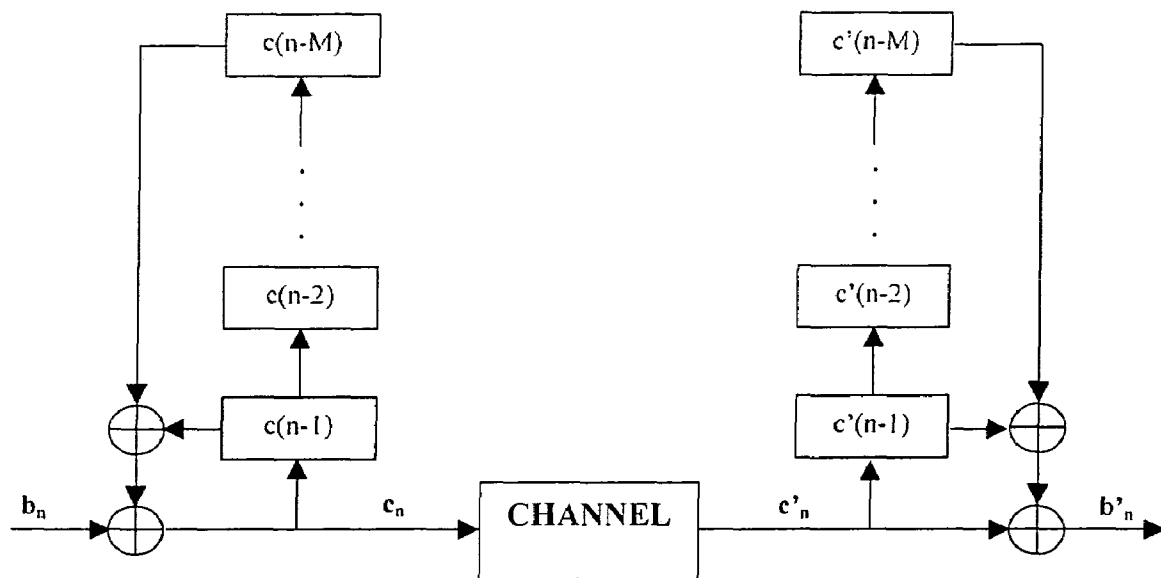 c(n-M) c'(n-M)
c(n-2) c'(n-2)
c(n-1) c'(n-1)
bn cn CHANNEL c'n b'n